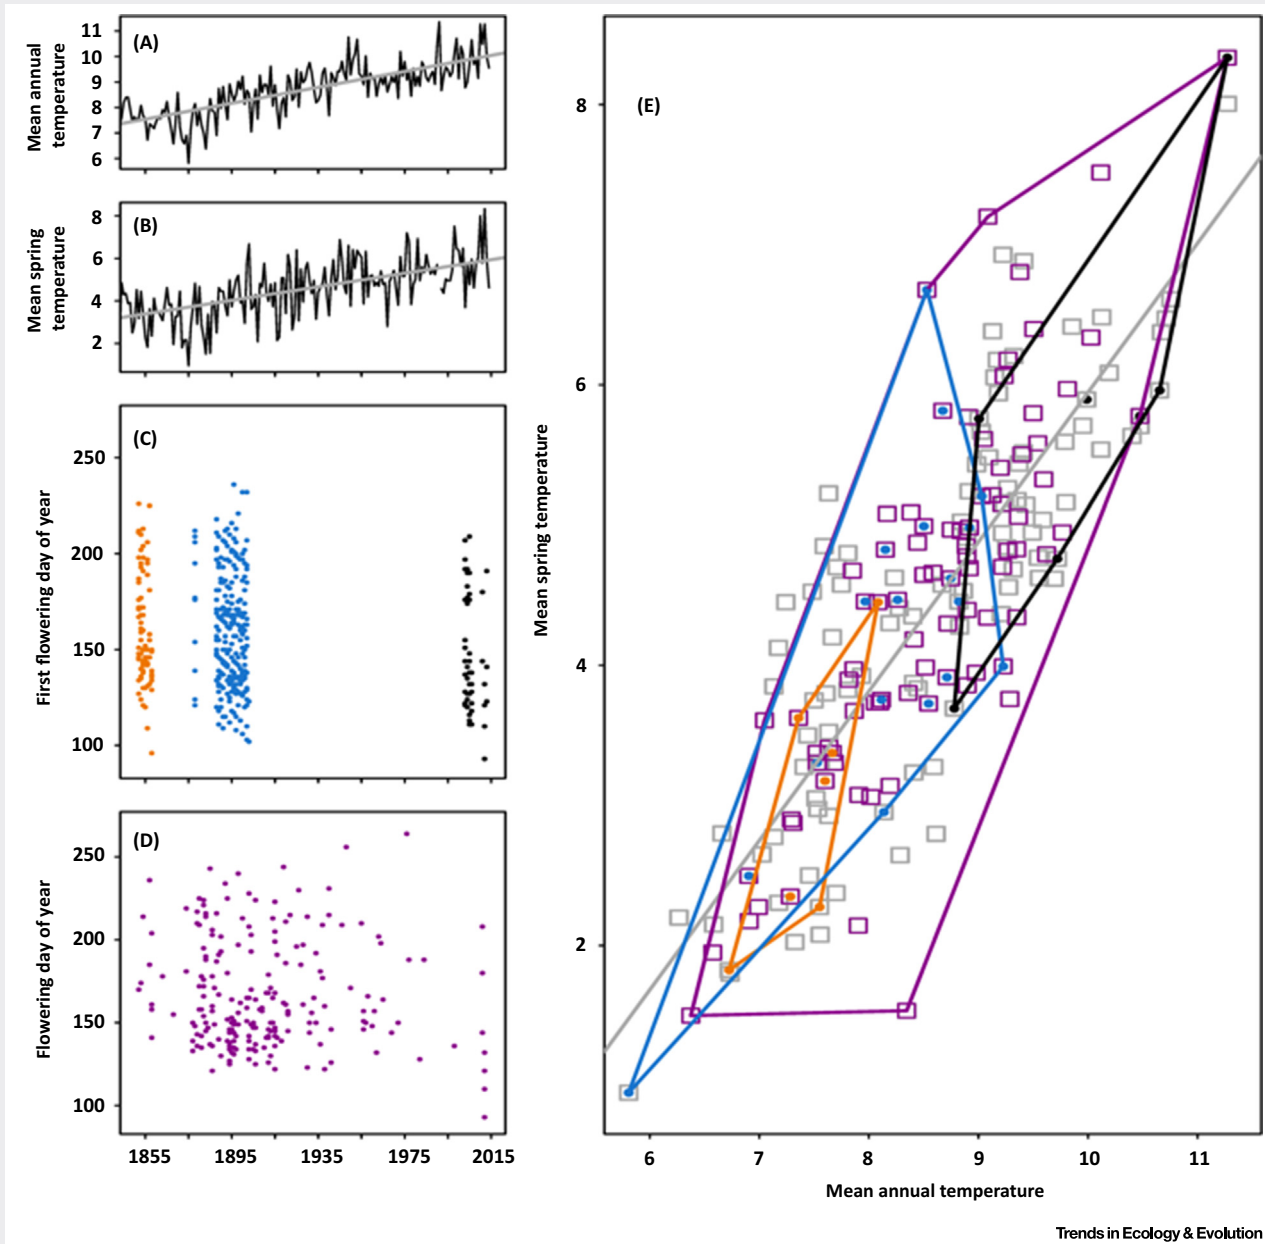 (A)
Mean annual
temperature
11
10
9
8
7
6
(B)
Mean spring
temperature
8
6
4
2
(C)
First flowering day of year
250
200
150
100
(D)
Flowering day of year
250
200
150
100
1855 1895 1935 1975 2015
(E)
Mean spring temperature
8
6
4
2
6 7 8 9 10 11
Mean annual temperature
Trends in Ecology & Evolution